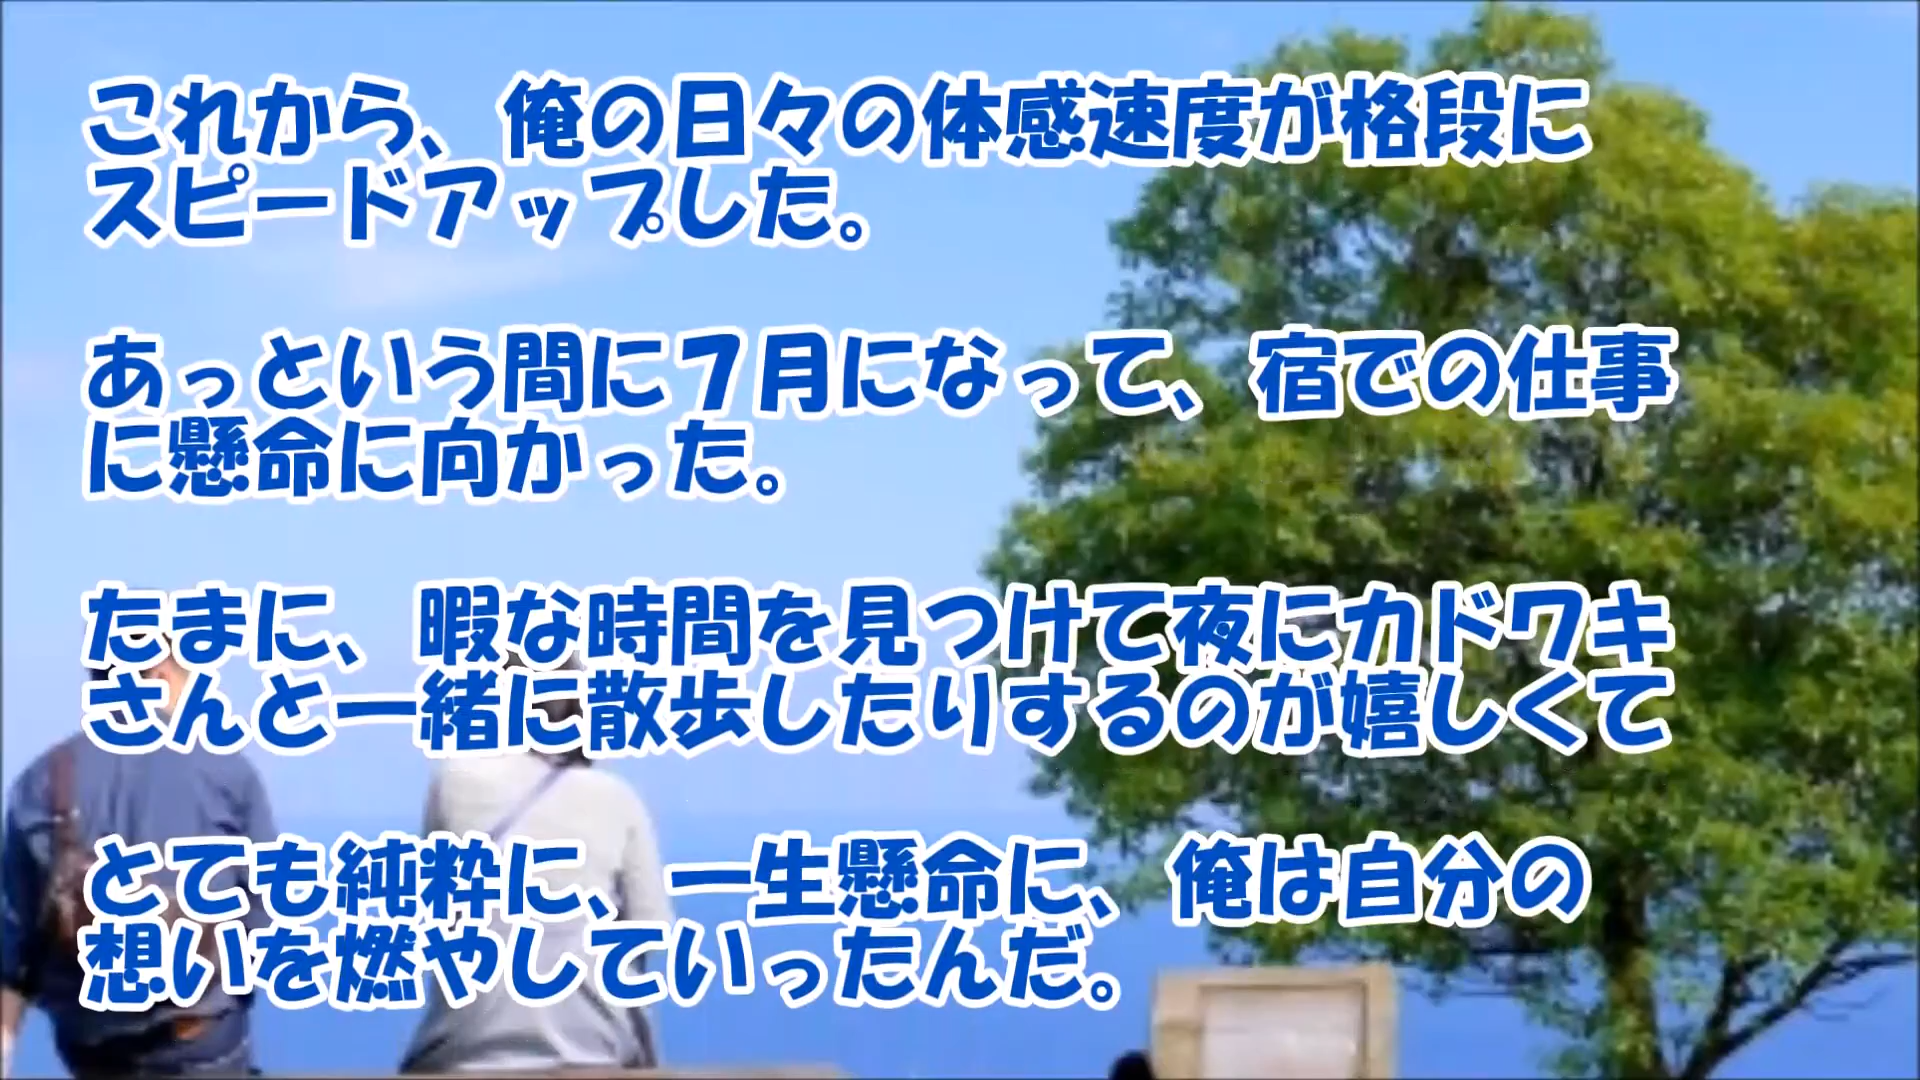 これから、俺の日々の体感速度が格段に
スピードアップした。
あっという間に７月になって、宿での仕事
に懸命に向かった。
たまに、暇な時間を見つけて夜にカドワキ
さんと一緒に散歩したりするのが嬉しくて
とても純粋に、一生懸命に、俺は自分の
想いを燃やしていったんだ。